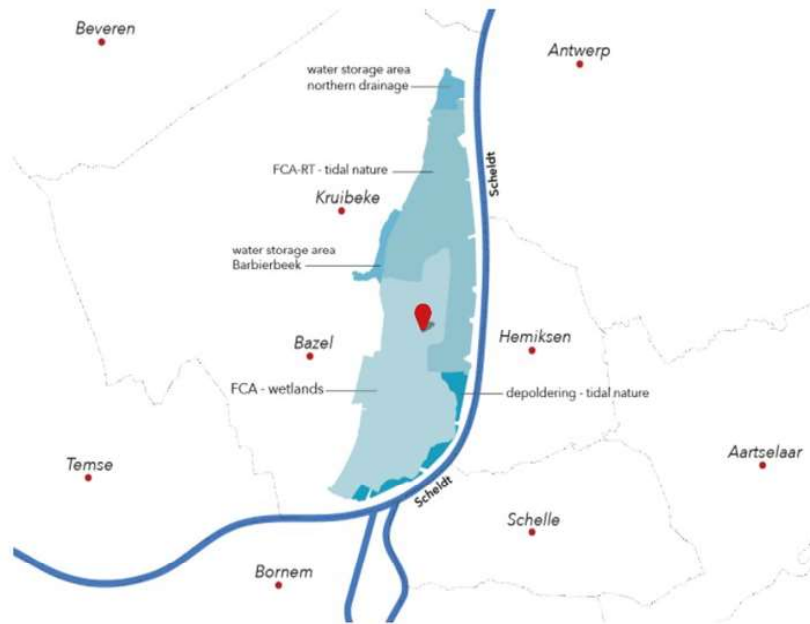 Beveren
Antwerp
water storage area
northern drainage
FCA-RT - tidal nature
Scheldt
Kruibeke
water storage area
Barbierbeek
Hemiksen
Bazel
FCA - wetlands
depoldering - tidal nature
Temse
Aartselaar
Scheldt
Schelle
Bornem